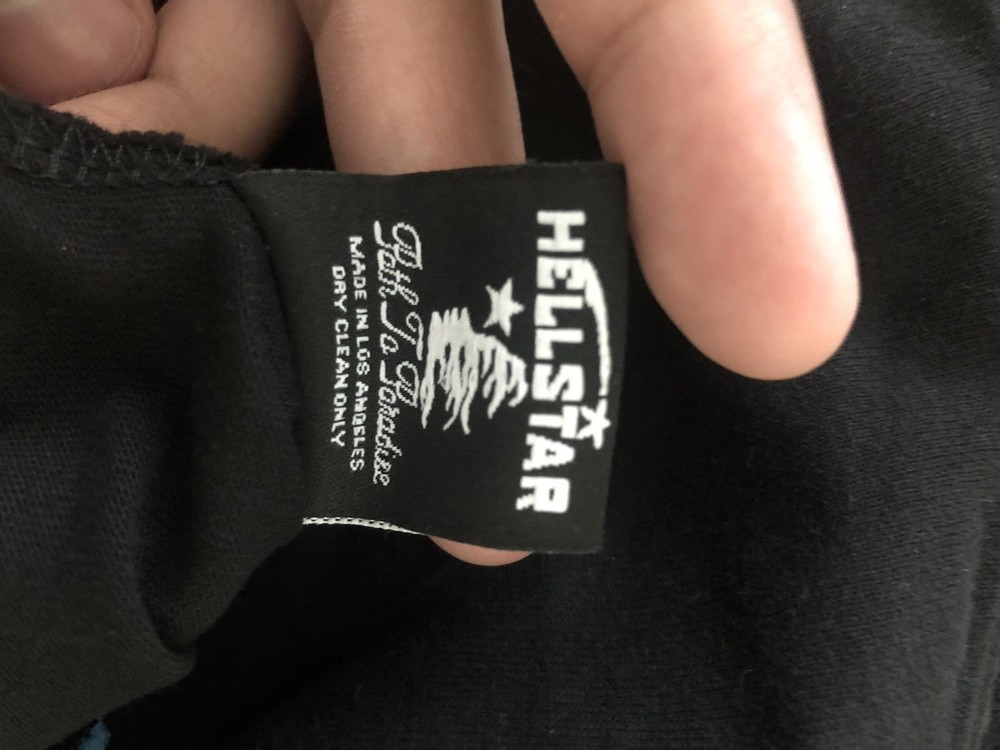 HELLSTAR
Path To Paradise
MADE IN LOS ANGELES
DRY CLEAN ONLY